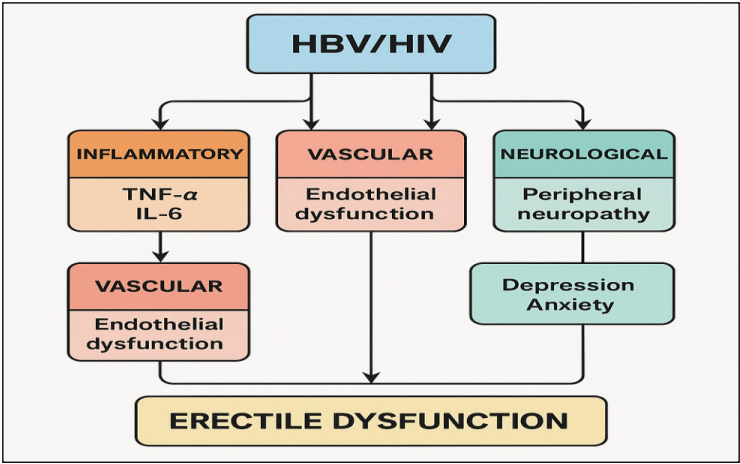 HBV/HIV
INFLAMMATORY
TNF-α
IL-6
VASCULAR
Endothelial
dysfunction
NEUROLOGICAL
Peripheral
neuropathy
VASCULAR
Endothelial
dysfunction
Depression
Anxiety
ERECTILE DYSFUNCTION